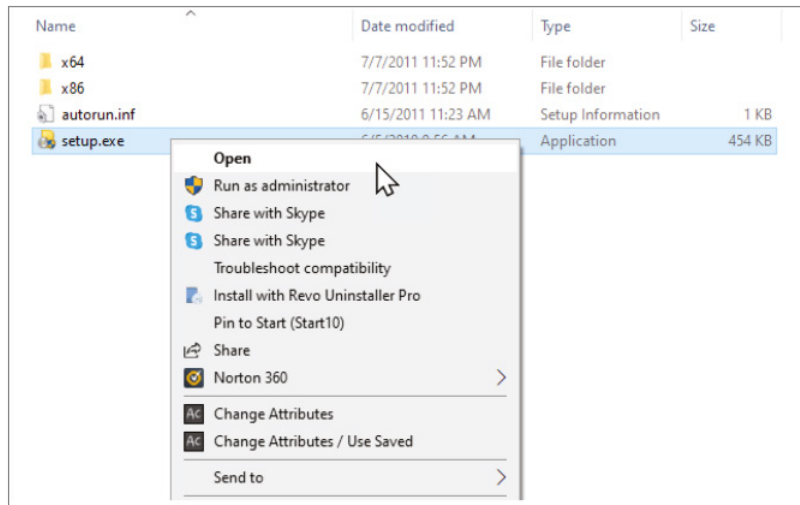 Name Date modified Type Size
x64 7/7/2011 11:52 PM File folder
x86 7/7/2011 11:52 PM File folder
autorun.inf 6/15/2011 11:23 AM Setup Information 1 KB
setup.exe Application 454 KB
Open
Run as administrator
Share with Skype
Share with Skype
Troubleshoot compatibility
Install with Revo Uninstaller Pro
Pin to Start (Start10)
Share
Norton 360
Ac Change Attributes
Ac Change Attributes / Use Saved
Send to